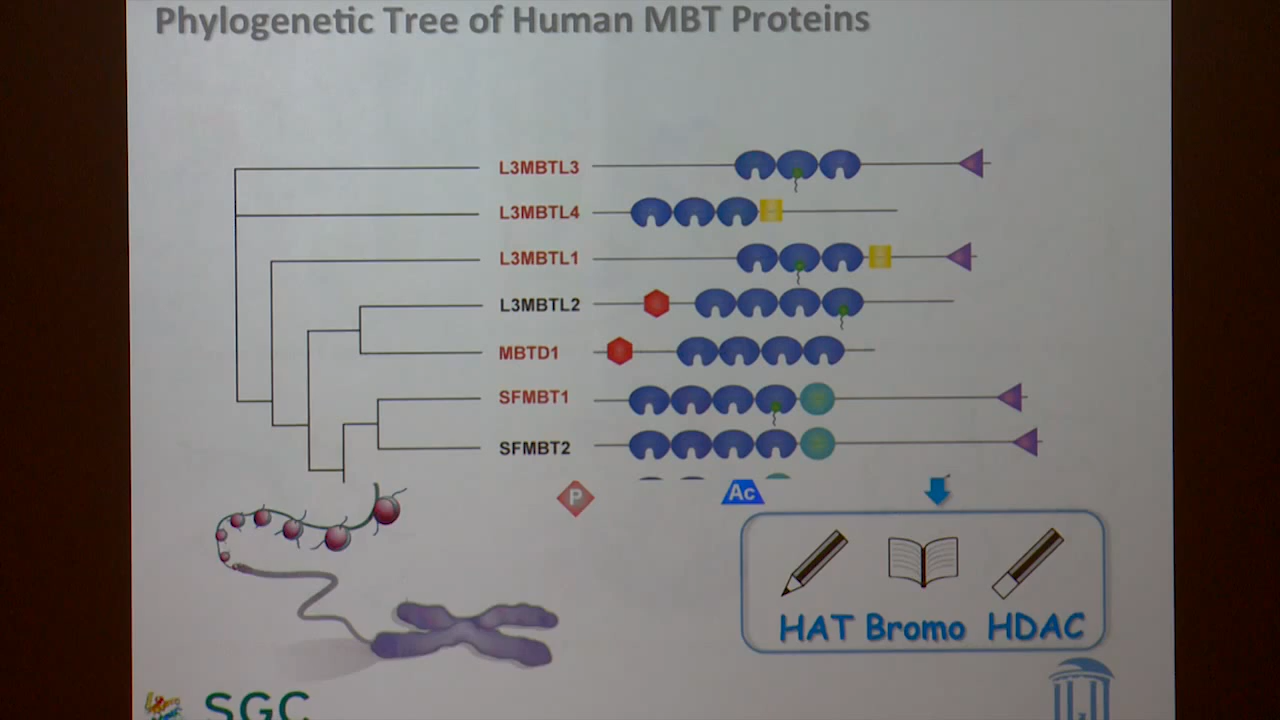 Phylogenetic Tree of Human MBT Proteins
L3MBTL3
L3MBTL4
L3MBTL1
L3MBTL2
MBTD1
SFMBT1
SFMBT2
P
Ac
HAT Bromo HDAC
SGC